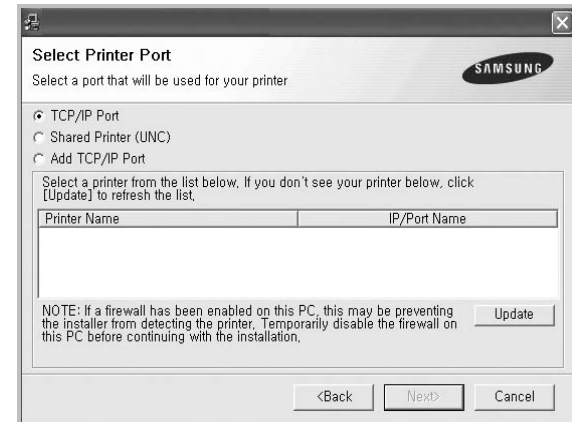 Select Printer Port
Select a port that will be used for your printer
SAMSUNG
TCP/IP Port
Shared Printer (UNC)
Add TCP/IP Port
Select a printer from the list below, If you don't see your printer below, click
[Update] to refresh the list,
Printer Name IP/Port Name
NOTE: If a firewall has been enabled on this PC, this may be preventing
the installer from detecting the printer, Temporarily disable the firewall on
this PC before continuing with the installation,
Update
<Back Next> Cancel